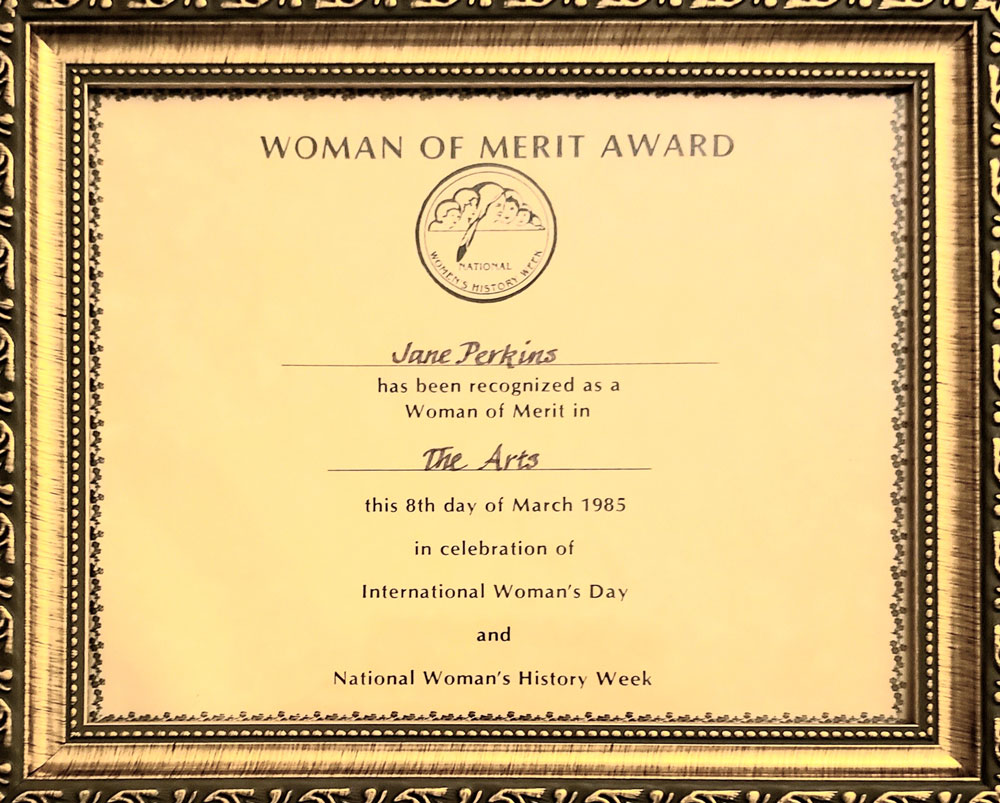 WOMAN OF MERIT AWARD
NATIONAL
WOMEN'S HISTORY WEEK
Jane Perkins
has been recognized as a
Woman of Merit in
The Arts
this 8th day of March 1985
in celebration of
International Woman's Day
and
National Woman's History Week